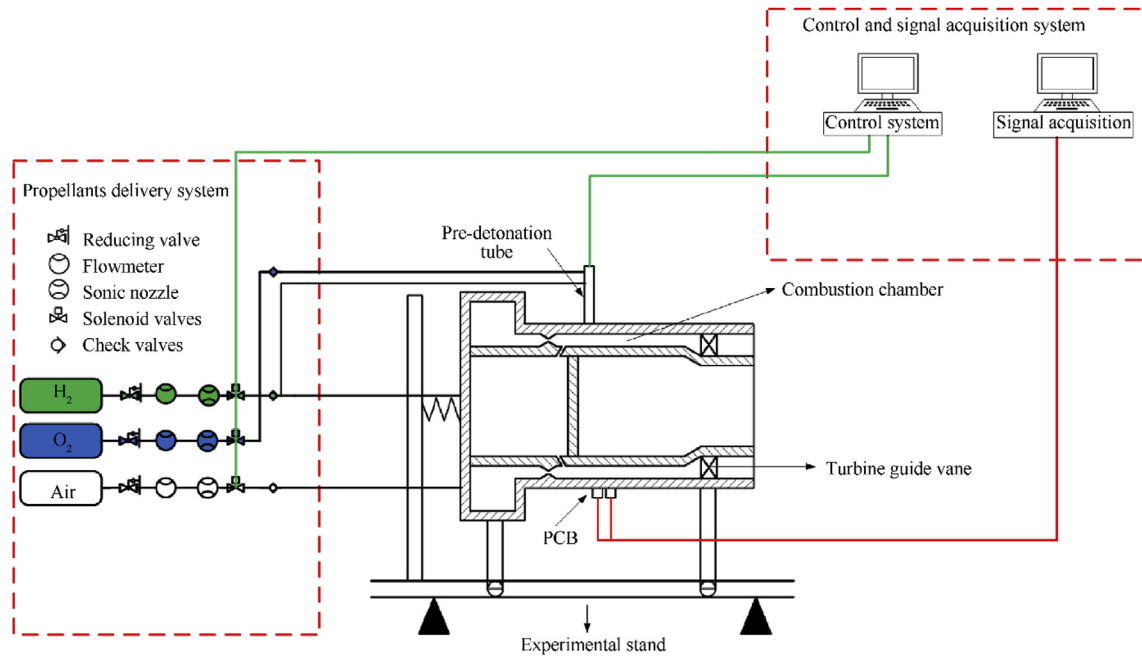 Control and signal acquisition system
Control system
Signal acquisition
Propellants delivery system
Reducing valve
Flowmeter
Sonic nozzle
Solenoid valves
Check valves
Pre-detonation
tube
Combustion chamber
H₂
O₂
Air
Turbine guide vane
PCB
Experimental stand